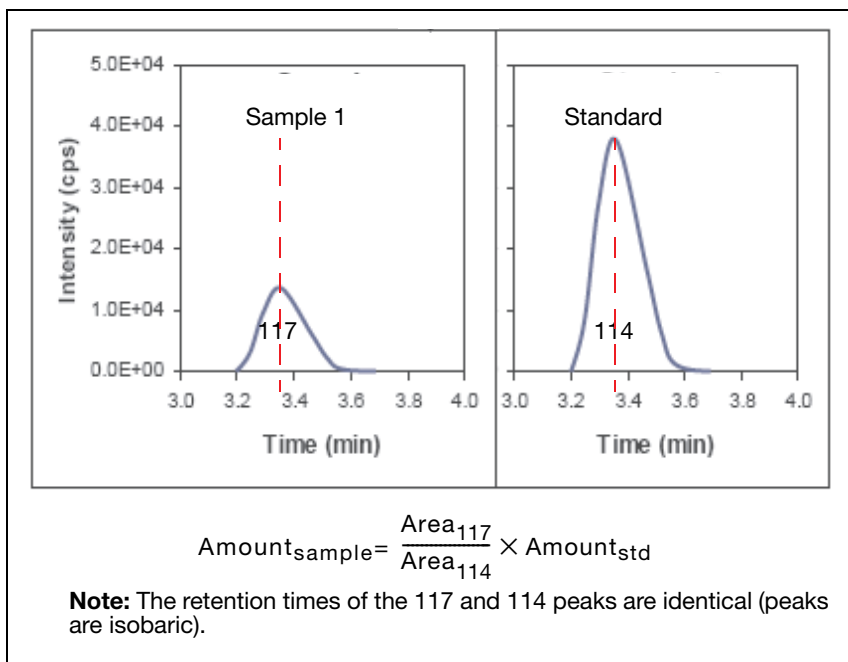 Sample 1
Standard
Intensity (cps)
5.0E+04
4.0E+04
3.0E+04
2.0E+04
1.0E+04
0.0E+00
117
114
3.0 3.2 3.4 3.6 3.8 4.0
3.0 3.2 3.4 3.6 3.8 4.0
Time (min)
Time (min)
Amount_sample = Area_117 / Area_114 × Amount_std
Note: The retention times of the 117 and 114 peaks are identical (peaks
are isobaric).